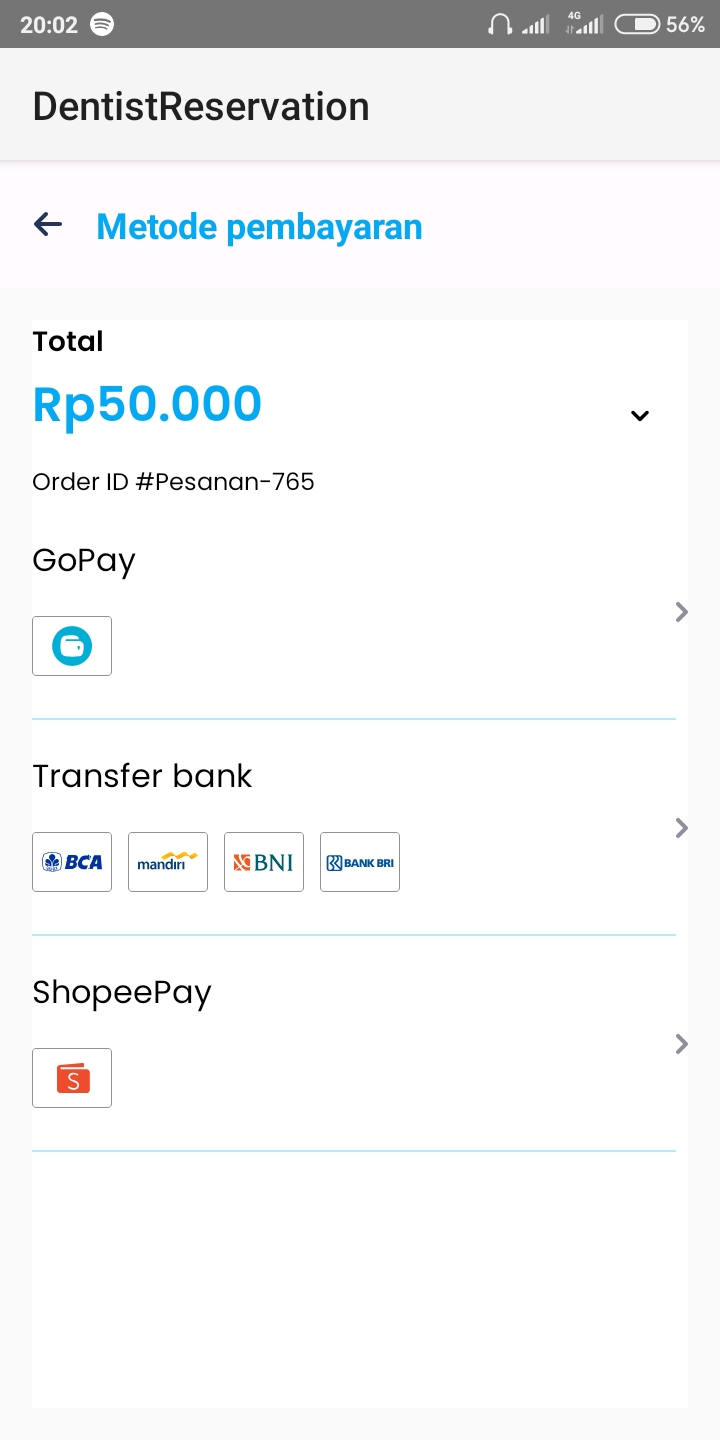 20:02 4G 56%
DentistReservation
Metode pembayaran
Total
Rp50.000
Order ID #Pesanan-765
GoPay
Transfer bank
BCA mandiri BNI BANK BRI
ShopeePay
S